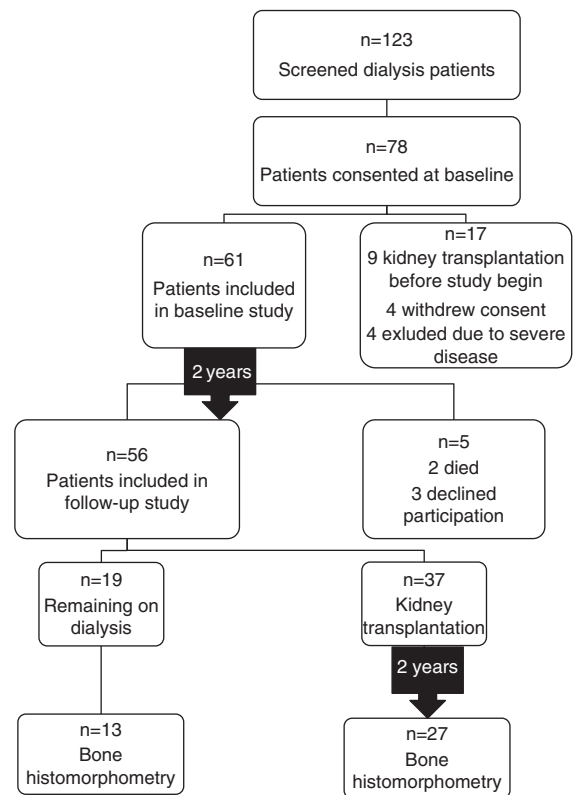 n=123
Screened dialysis patients
n=78
Patients consented at baseline
n=61
Patients included
in baseline study
n=17
9 kidney transplantation
before study begin
4 withdrew consent
4 exluded due to severe
disease
2 years
n=56
Patients included in
follow-up study
n=5
2 died
3 declined
participation
n=19
Remaining on
dialysis
n=37
Kidney
transplantation
2 years
n=13
Bone
histomorphometry
n=27
Bone
histomorphometry